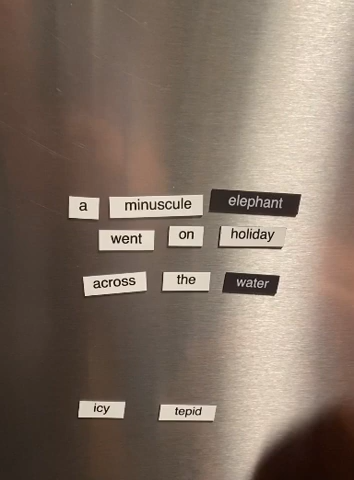 a minuscule elephant
went on holiday
across the water
icy tepid